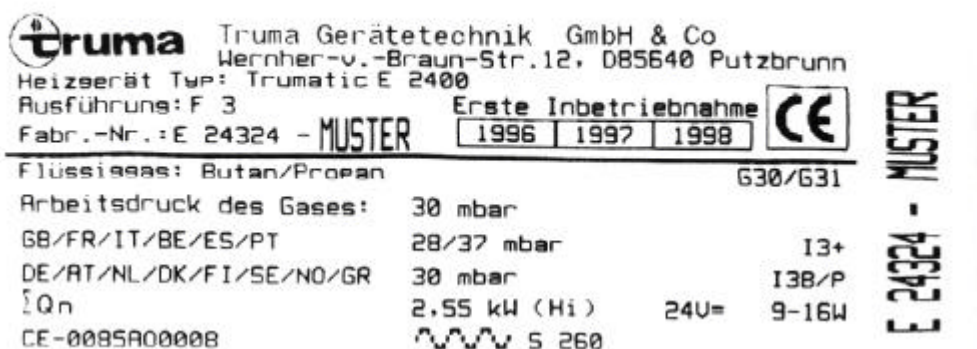 truma Truma Gerätetechnik GmbH & Co
Wernher-v.-Braun-Str.12, D85640 Putzbrunn
Heizgerät Typ: Trumatic E 2400
Ausführung: F 3 Erste Inbetriebnahme
Fabr.-Nr.: E 24324 - MUSTER 1996 1997 1998 CE
Flüssiggas: Butan/Propan G30/G31
Arbeitsdruck des Gases: 30 mbar
GB/FR/IT/BE/ES/PT 28/37 mbar I3+
DE/AT/NL/DK/FI/SE/NO/GR 30 mbar I3B/P
ΣQn 2,55 kW (Hi) 24V= 9-16W
CE-0085AO0008 S 260
E 24324 - MUSTER